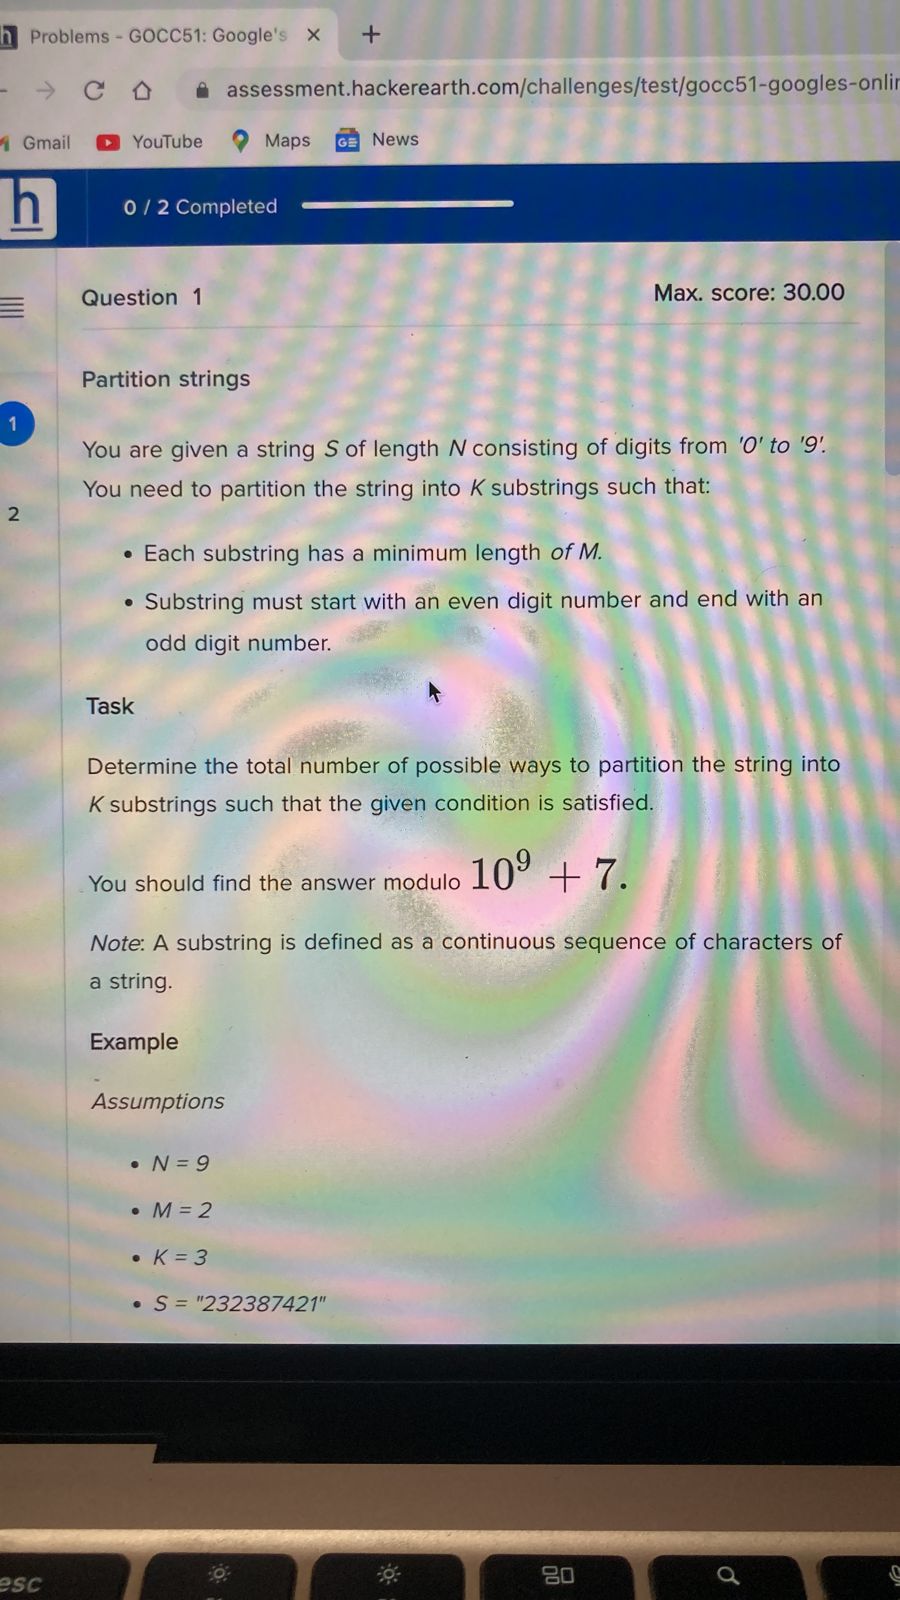 h Problems - GOCC51: Google's × +
assessment.hackerearth.com/challenges/test/gocc51-googles-onlin
Gmail YouTube Maps GE News
h 0 / 2 Completed
Question 1 Max. score: 30.00
Partition strings
1
You are given a string S of length N consisting of digits from '0' to '9'.
You need to partition the string into K substrings such that:
2
• Each substring has a minimum length of M.
• Substring must start with an even digit number and end with an
odd digit number.
Task
Determine the total number of possible ways to partition the string into
K substrings such that the given condition is satisfied.
You should find the answer modulo 10⁹ + 7.
Note: A substring is defined as a continuous sequence of characters of
a string.
Example
Assumptions
• N = 9
• M = 2
• K = 3
• S = "232387421"
esc